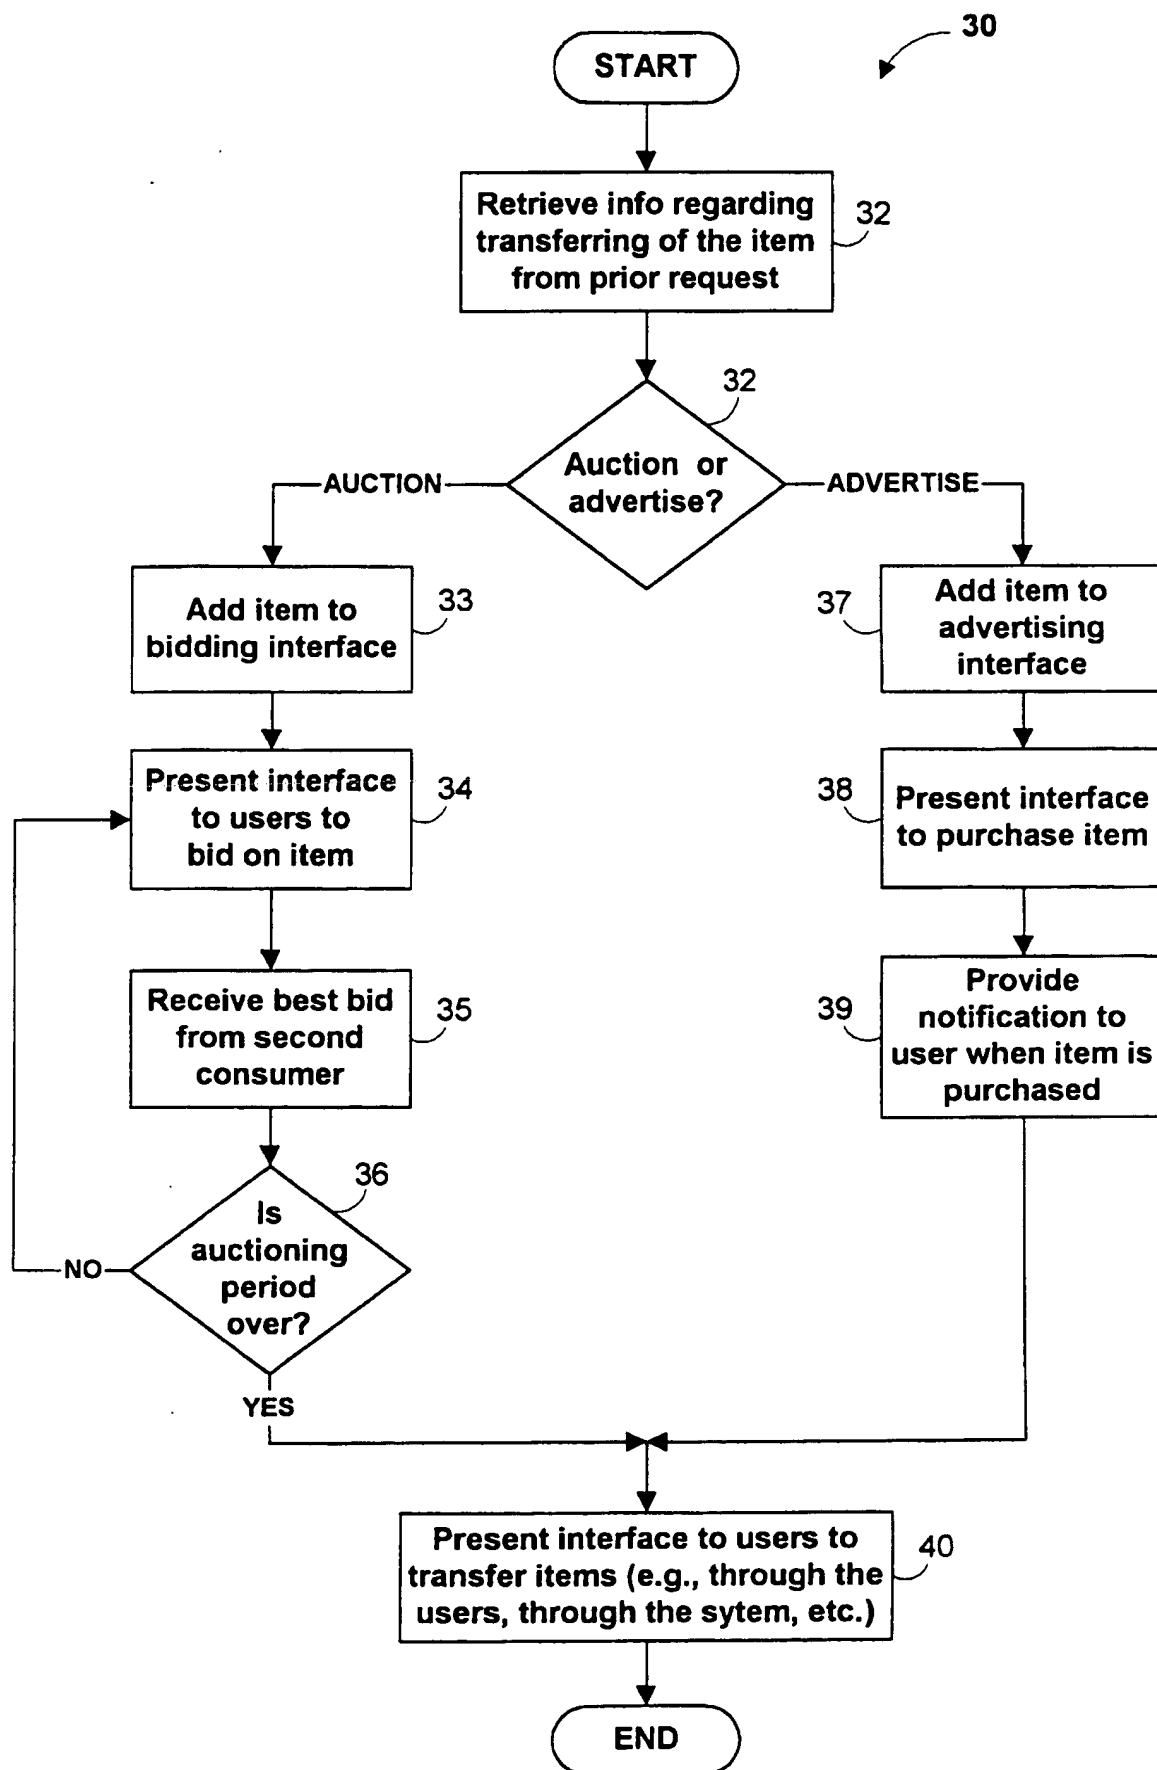 30
START
Retrieve info regarding
transferring of the item
from prior request
32
32
Auction or
advertise?
AUCTION
ADVERTISE
Add item to
bidding interface
33
37
Add item to
advertising
interface
Present interface
to users to
bid on item
34
38
Present interface
to purchase item
Receive best bid
from second
consumer
35
39
Provide
notification to
user when item is
purchased
36
Is
auctioning
period
over?
NO
YES
Present interface to users to
transfer items (e.g., through the
users, through the sytem, etc.)
40
END